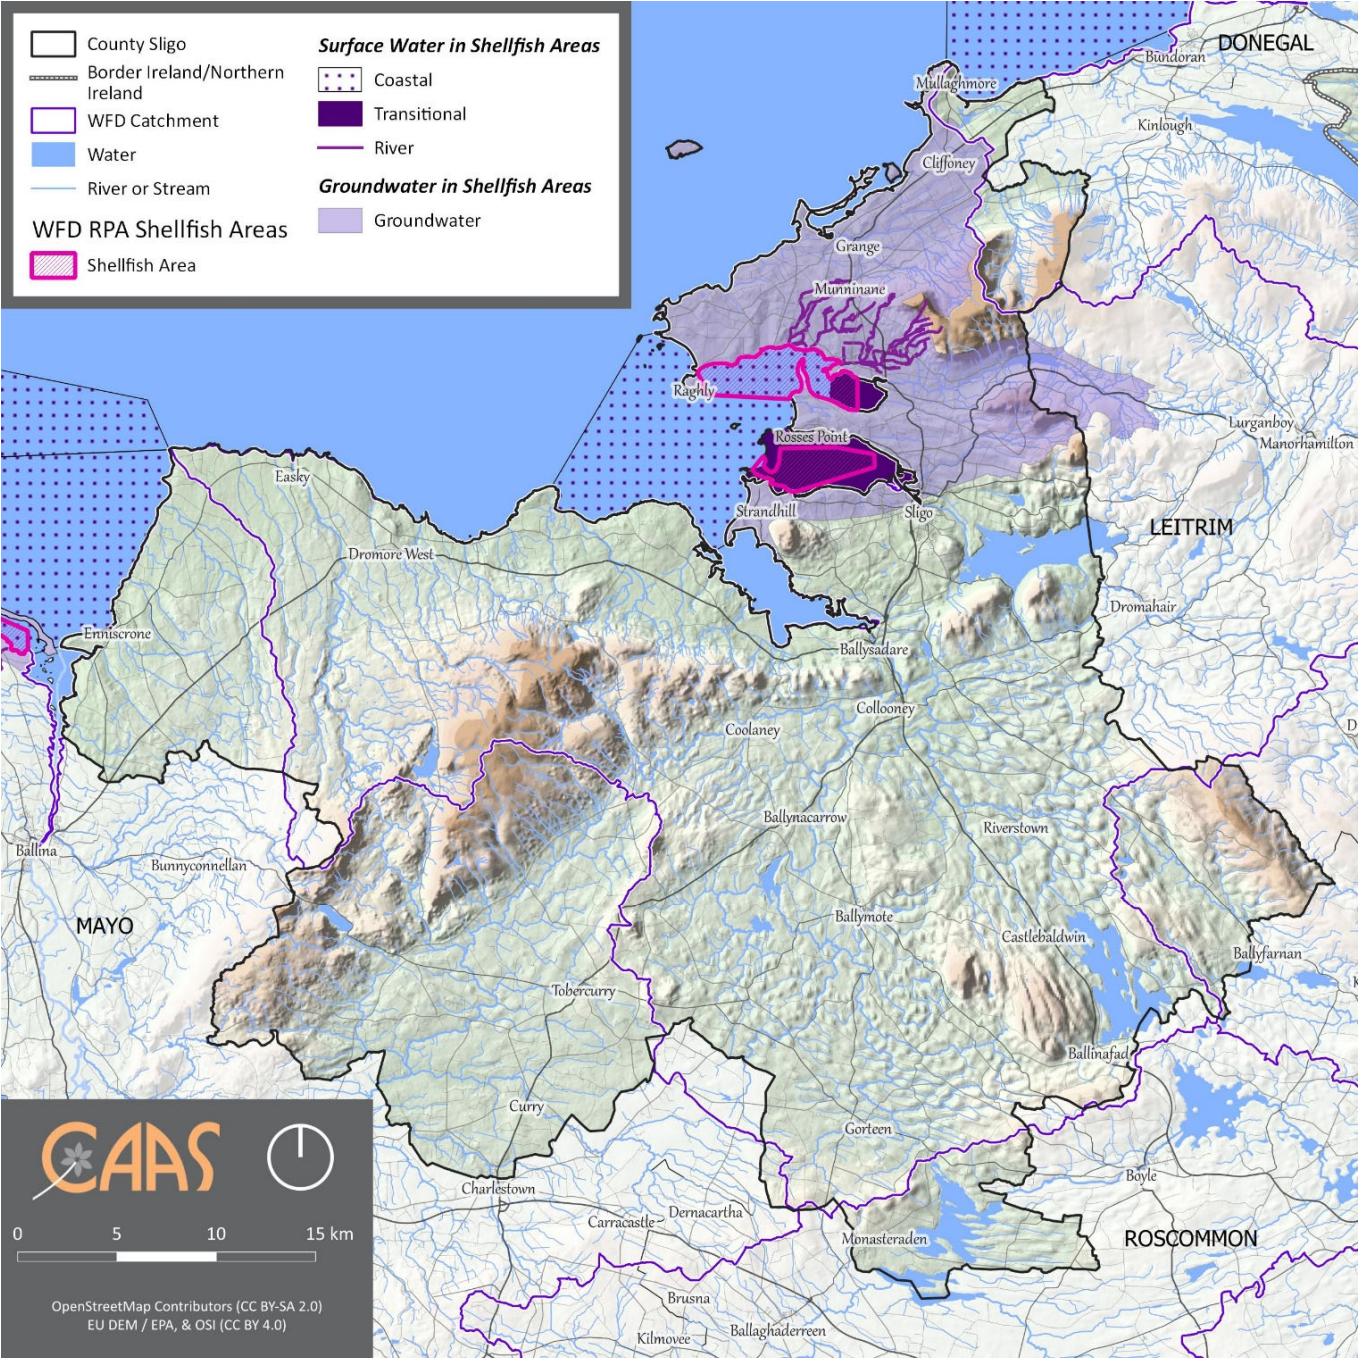 County Sligo
Border Ireland/Northern
Ireland
WFD Catchment
Water
River or Stream
WFD RPA Shellfish Areas
Shellfish Area
Surface Water in Shellfish Areas
Coastal
Transitional
River
Groundwater in Shellfish Areas
Groundwater
DONEGAL
Bundoran
Mullaghmore
Kinlough
Cliffoney
Grange
Munninane
Raghly
Rosses Point
Lurganboy
Manorhamilton
Easky
Strandhill
Sligo
LEITRIM
Dromore West
Dromahair
Enniscrone
Ballysadare
Collooney
Coolaney
D
Ballynacarrow
Riverstown
Ballina
Bunnyconnellan
MAYO
Ballymote
Castlebaldwin
Ballyfarnan
Tobercurry
K
Ballinafad
Curry
Gorteen
Boyle
Charlestown
Dernacartha
Carracastle
Monasteraden
ROSCOMMON
Brusna
Kilmovee
Ballaghaderreen
CAAS
0 5 10 15 km
OpenStreetMap Contributors (CC BY-SA 2.0)
EU DEM / EPA, & OSI (CC BY 4.0)